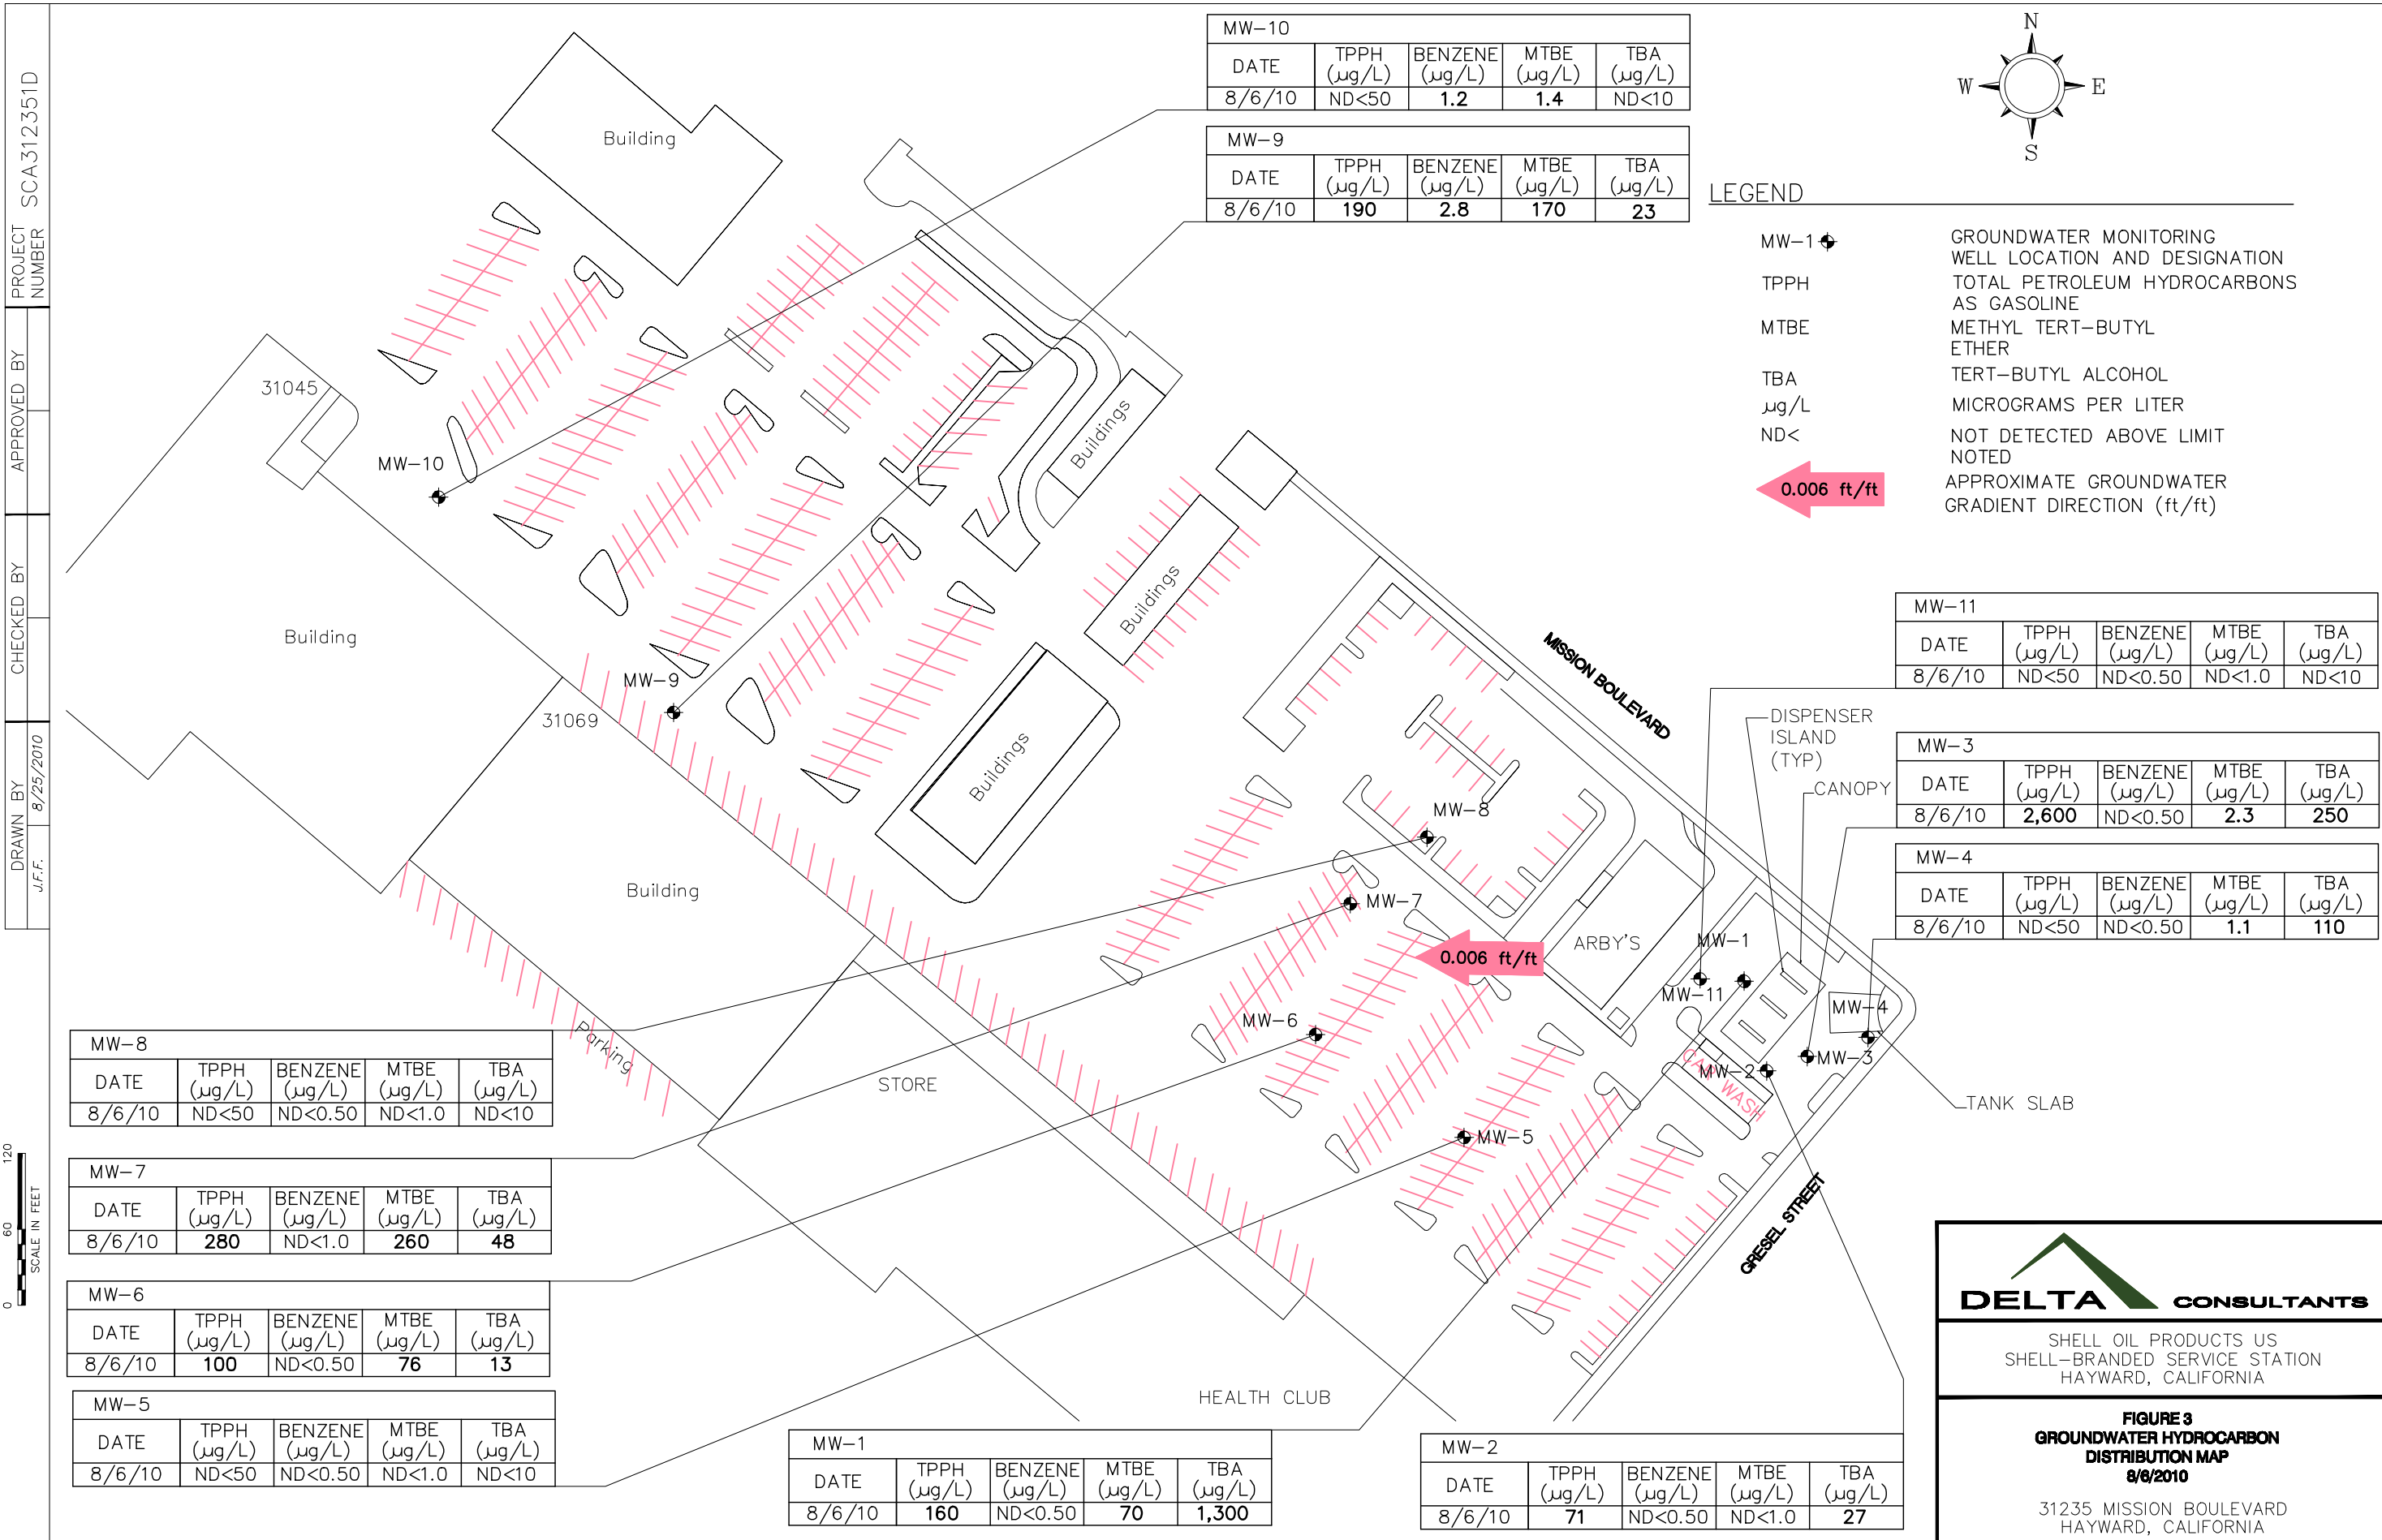 PROJECT
NUMBER
SCA312351D
APPROVED BY
CHECKED BY
DRAWN BY
J.F.F.
8/25/2010
0 60 120
SCALE IN FEET
MW-10
DATE TPPH (µg/L) BENZENE (µg/L) MTBE (µg/L) TBA (µg/L)
8/6/10 ND<50 1.2 1.4 ND<10
MW-9
DATE TPPH (µg/L) BENZENE (µg/L) MTBE (µg/L) TBA (µg/L)
8/6/10 190 2.8 170 23
N
W E
S
LEGEND
MW-1 GROUNDWATER MONITORING
WELL LOCATION AND DESIGNATION
TPPH TOTAL PETROLEUM HYDROCARBONS
AS GASOLINE
MTBE METHYL TERT-BUTYL
ETHER
TBA TERT-BUTYL ALCOHOL
µg/L MICROGRAMS PER LITER
ND< NOT DETECTED ABOVE LIMIT
NOTED
0.006 ft/ft APPROXIMATE GROUNDWATER
GRADIENT DIRECTION (ft/ft)
Building
31045
MW-10
Buildings
Buildings
Building
MW-9
31069
Buildings
Building
MISSION BOULEVARD
MW-11
DATE TPPH (µg/L) BENZENE (µg/L) MTBE (µg/L) TBA (µg/L)
8/6/10 ND<50 ND<0.50 ND<1.0 ND<10
DISPENSER
ISLAND
(TYP)
CANOPY
MW-3
DATE TPPH (µg/L) BENZENE (µg/L) MTBE (µg/L) TBA (µg/L)
8/6/10 2,600 ND<0.50 2.3 250
MW-4
DATE TPPH (µg/L) BENZENE (µg/L) MTBE (µg/L) TBA (µg/L)
8/6/10 ND<50 ND<0.50 1.1 110
MW-8
MW-7
0.006 ft/ft
ARBY'S
MW-1
MW-11
MW-4
MW-6
MW-3
MW-2
CAR WASH
MW-5
TANK SLAB
STORE
Parking
GRESEL STREET
HEALTH CLUB
MW-8
DATE TPPH (µg/L) BENZENE (µg/L) MTBE (µg/L) TBA (µg/L)
8/6/10 ND<50 ND<0.50 ND<1.0 ND<10
MW-7
DATE TPPH (µg/L) BENZENE (µg/L) MTBE (µg/L) TBA (µg/L)
8/6/10 280 ND<1.0 260 48
MW-6
DATE TPPH (µg/L) BENZENE (µg/L) MTBE (µg/L) TBA (µg/L)
8/6/10 100 ND<0.50 76 13
MW-5
DATE TPPH (µg/L) BENZENE (µg/L) MTBE (µg/L) TBA (µg/L)
8/6/10 ND<50 ND<0.50 ND<1.0 ND<10
MW-1
DATE TPPH (µg/L) BENZENE (µg/L) MTBE (µg/L) TBA (µg/L)
8/6/10 160 ND<0.50 70 1,300
MW-2
DATE TPPH (µg/L) BENZENE (µg/L) MTBE (µg/L) TBA (µg/L)
8/6/10 71 ND<0.50 ND<1.0 27
DELTA CONSULTANTS
SHELL OIL PRODUCTS US
SHELL-BRANDED SERVICE STATION
HAYWARD, CALIFORNIA
FIGURE 3
GROUNDWATER HYDROCARBON
DISTRIBUTION MAP
8/6/2010
31235 MISSION BOULEVARD
HAYWARD, CALIFORNIA